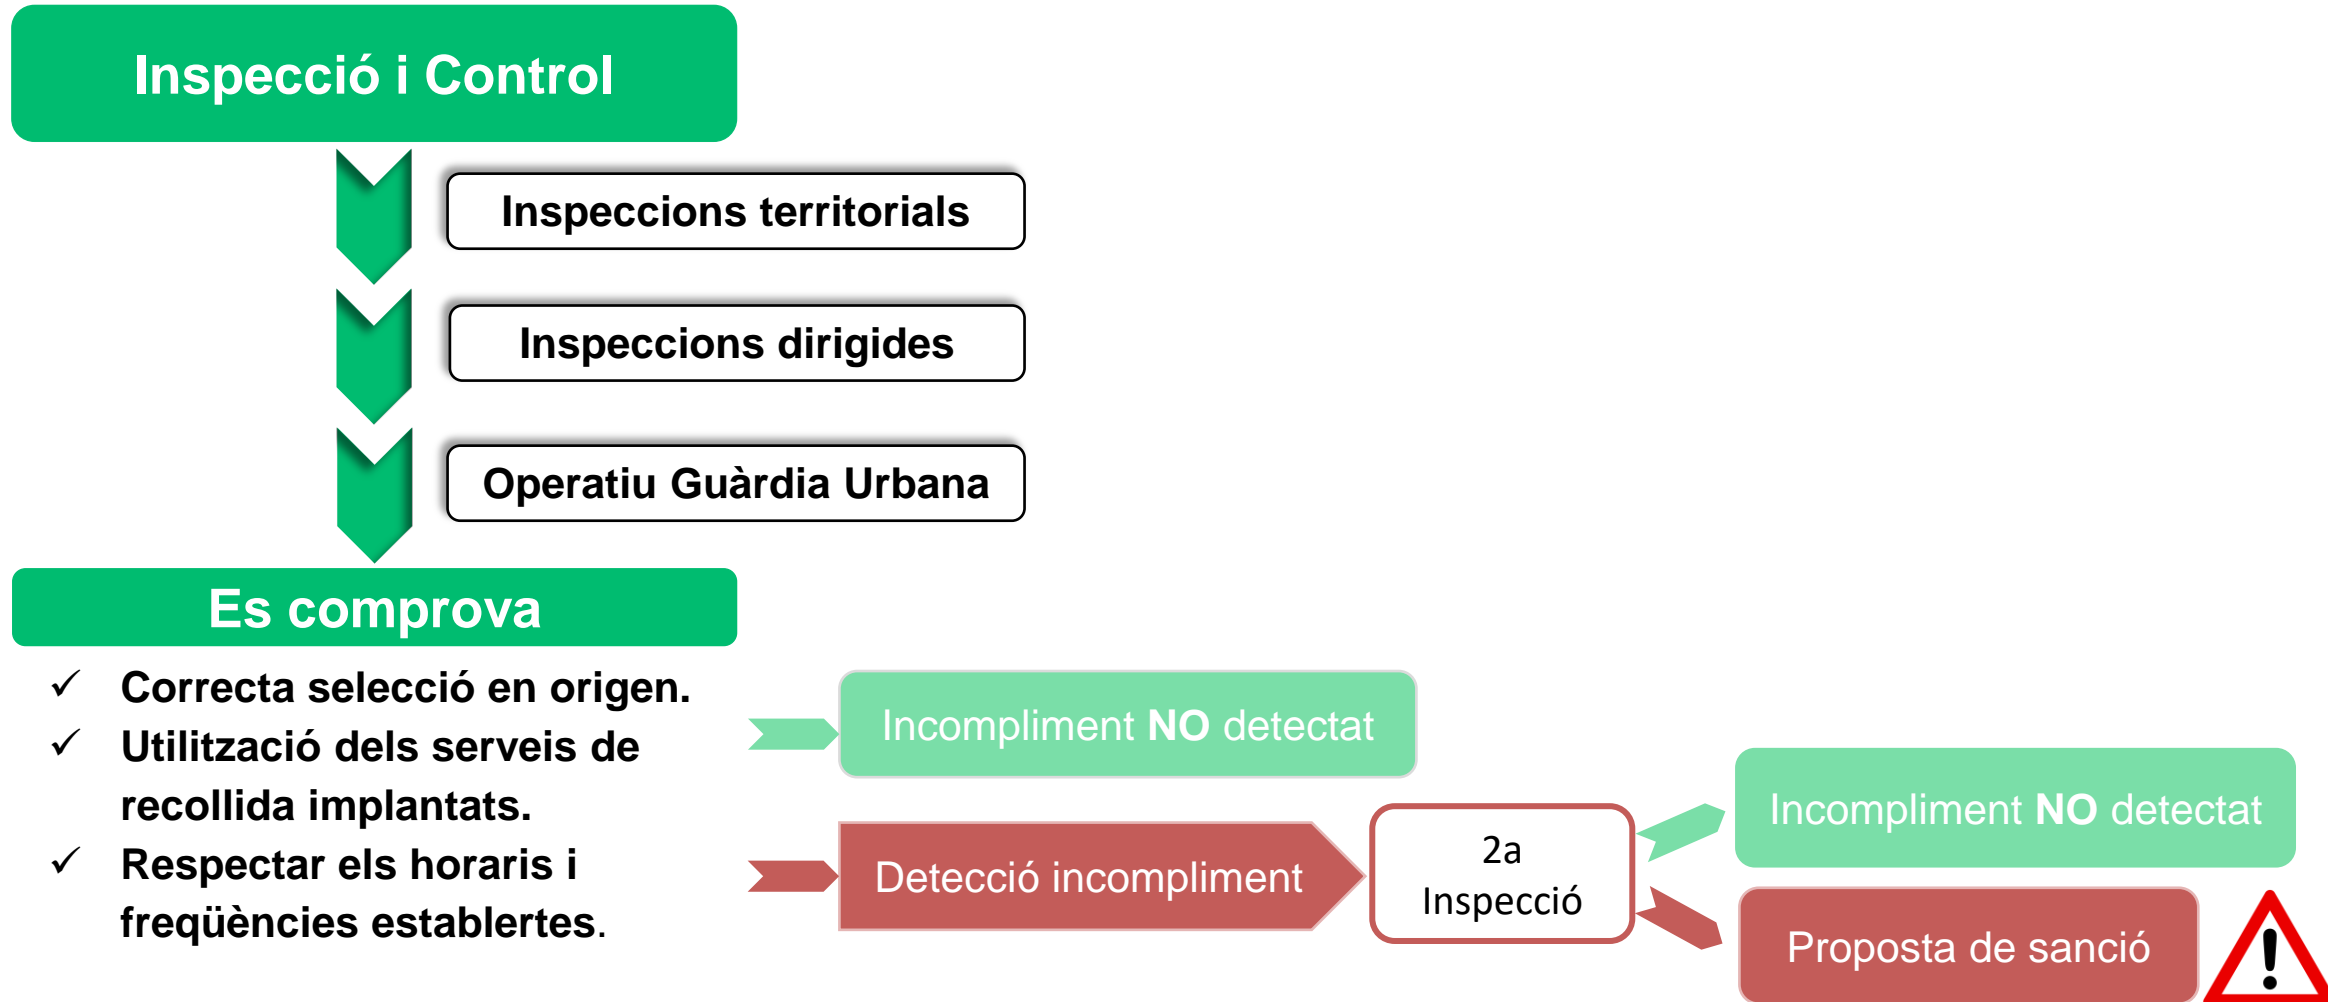 Inspecció i Control
Inspeccions territorials
Inspeccions dirigides
Operatiu Guàrdia Urbana
Es comprova
✓ Correcta selecció en origen.
✓ Utilització dels serveis de
recollida implantats.
✓ Respectar els horaris i
freqüències establertes.
Incompliment NO detectat
Detecció incompliment
2a
Inspecció
Incompliment NO detectat
Proposta de sanció
!